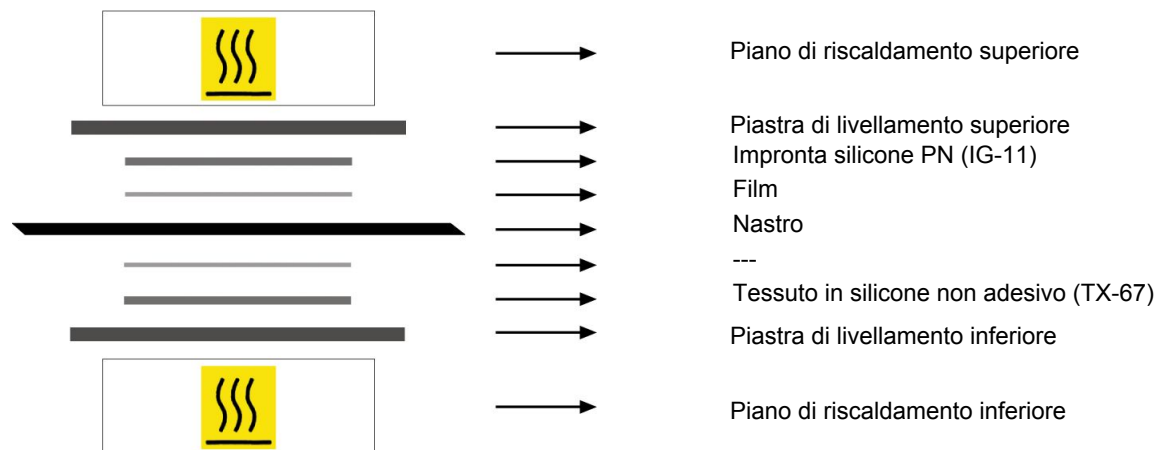 Piano di riscaldamento superiore
Piastra di livellamento superiore
Impronta silicone PN (IG-11)
Film
Nastro
---
Tessuto in silicone non adesivo (TX-67)
Piastra di livellamento inferiore
Piano di riscaldamento inferiore